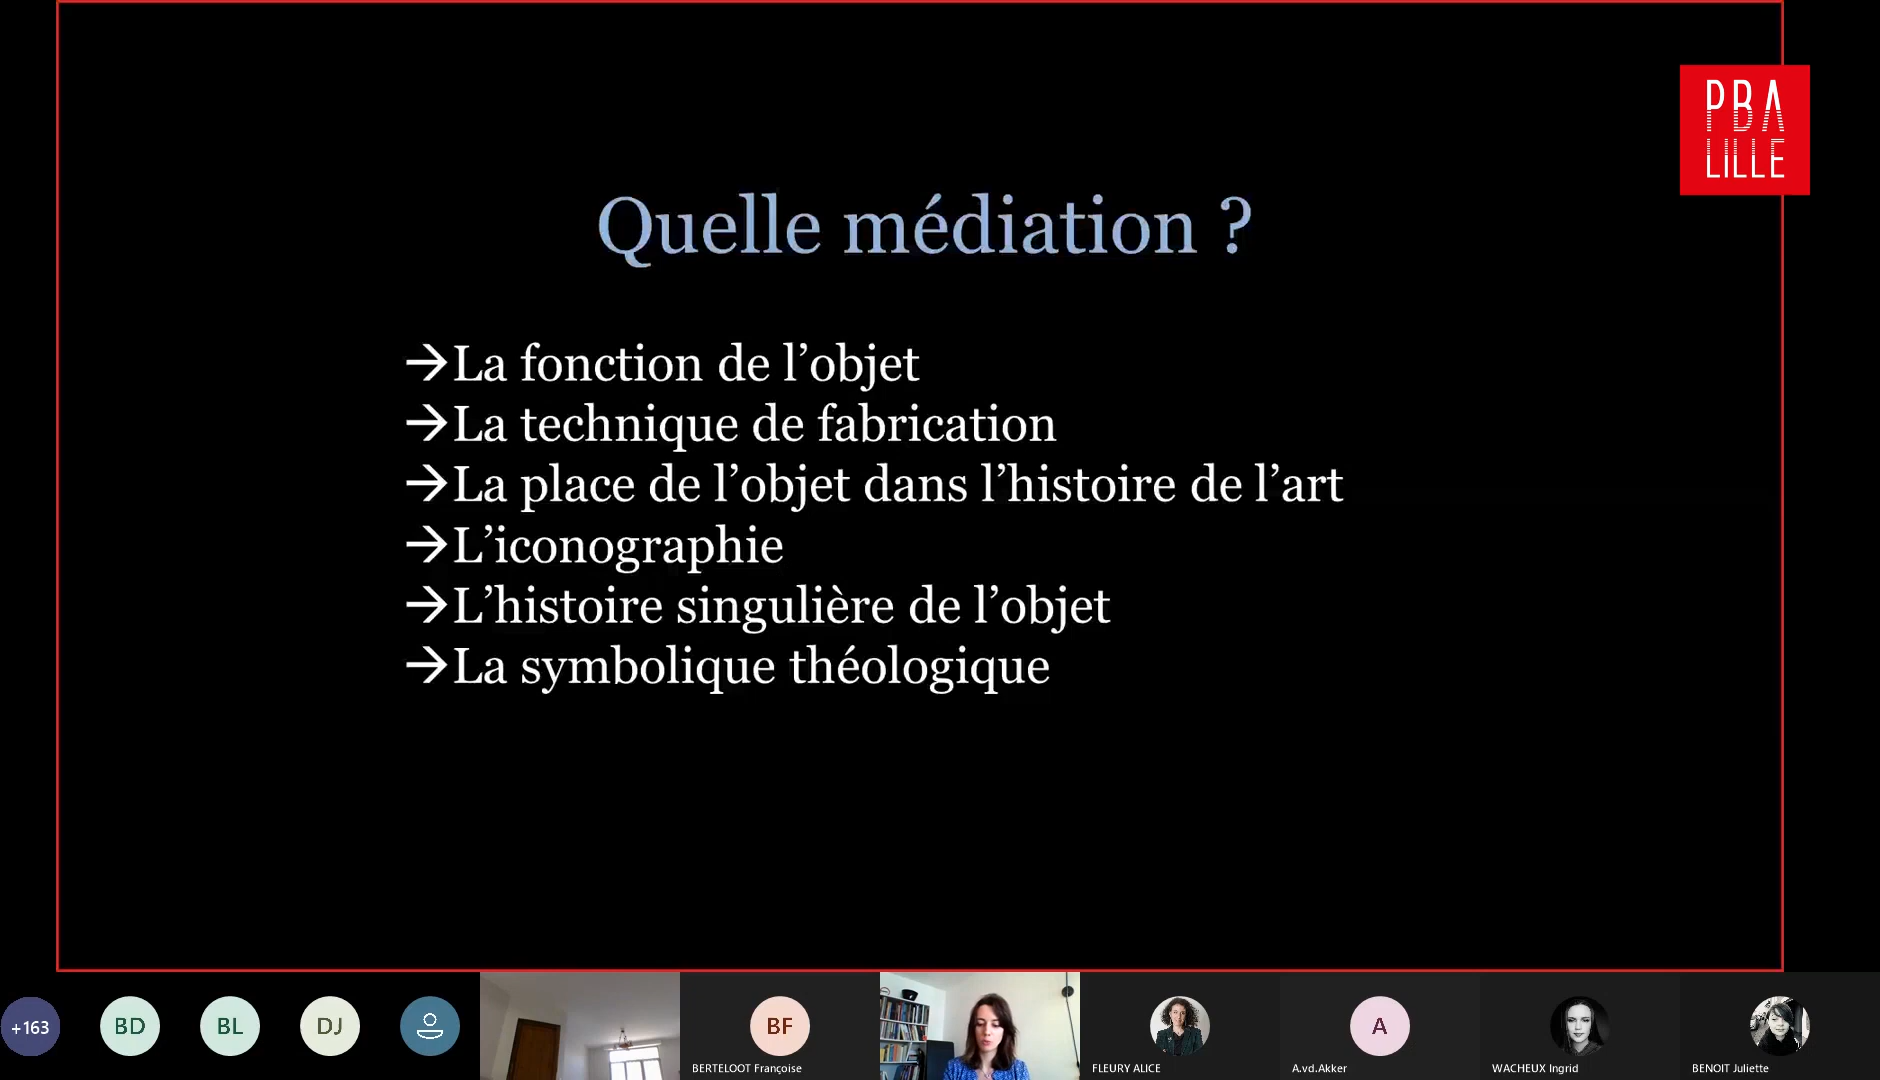 PBA
LILLE
Quelle médiation ?
→La fonction de l’objet
→La technique de fabrication
→La place de l’objet dans l’histoire de l’art
→L’iconographie
→L’histoire singulière de l’objet
→La symbolique théologique
+163
BD
BL
DJ
BF
A
BERTELOOT Françoise
FLEURY ALICE
A.vd.Akker
WACHEUX Ingrid
BENOIT Juliette